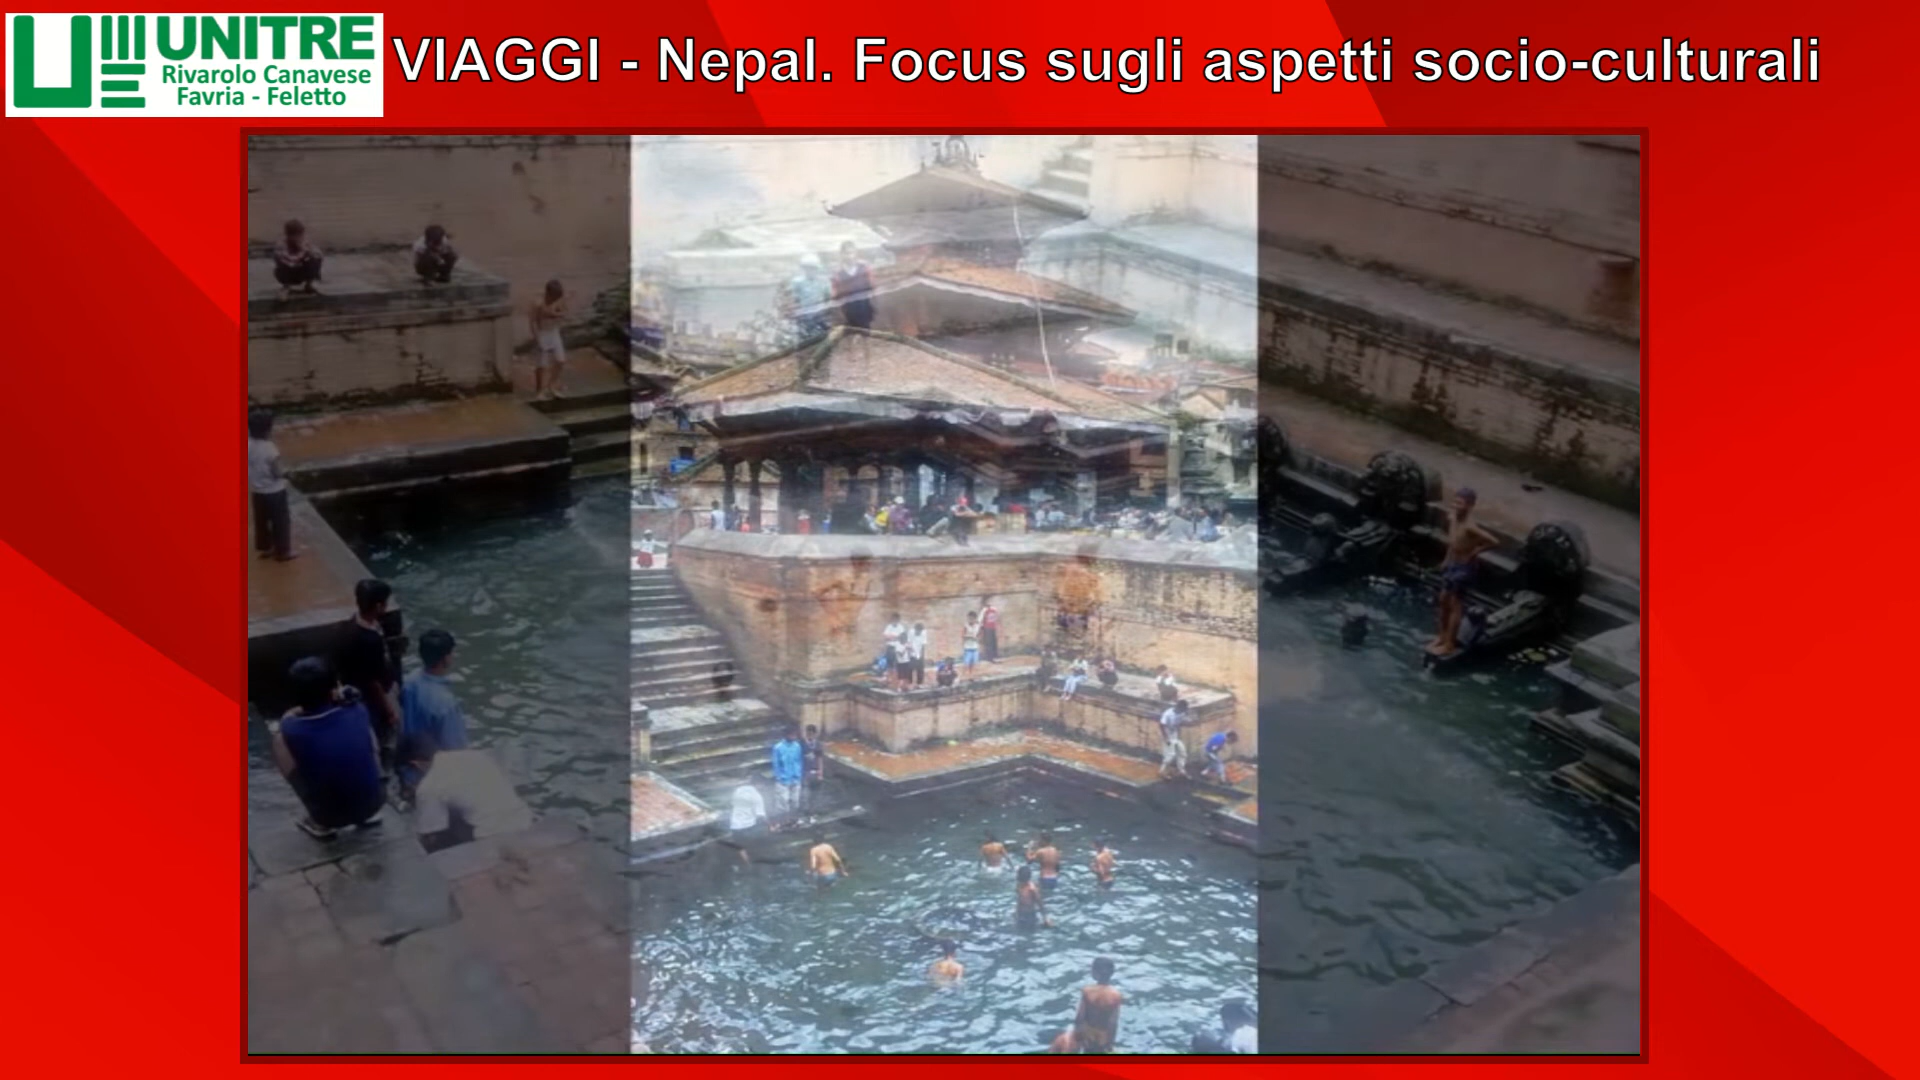 UNITRE
Rivarolo Canavese
Favria - Feletto
VIAGGI - Nepal. Focus sugli aspetti socio-culturali